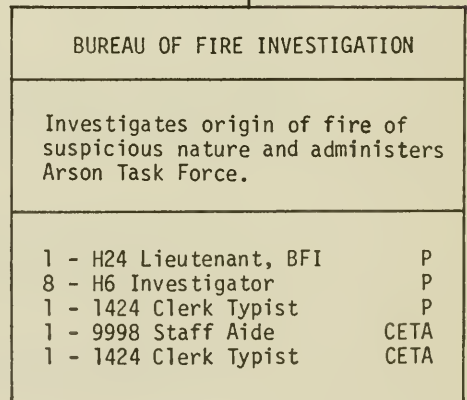 BUREAU OF FIRE INVESTIGATION
Investigates origin of fire of
suspicious nature and administers
Arson Task Force.
1 - H24 Lieutenant, BFI P
8 - H6 Investigator P
1 - 1424 Clerk Typist P
1 - 9998 Staff Aide CETA
1 - 1424 Clerk Typist CETA